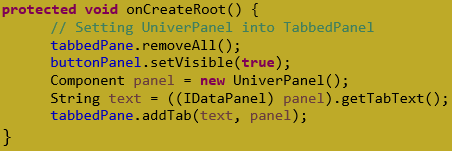 protected void onCreateRoot() {
// Setting UniverPanel into TabbedPanel
tabbedPane.removeAll();
buttonPanel.setVisible(true);
Component panel = new UniverPanel();
String text = ((IDataPanel) panel).getTabText();
tabbedPane.addTab(text, panel);
}